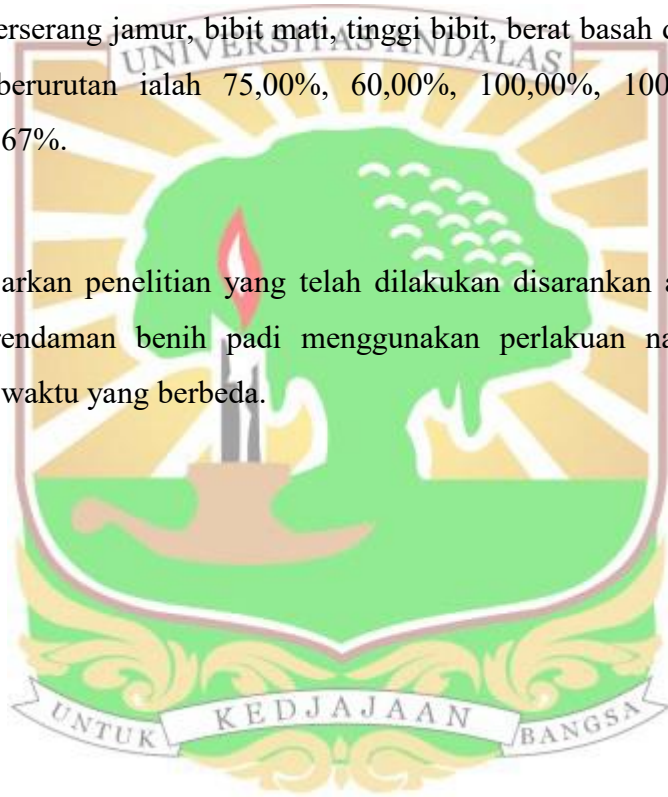 erserang jamur, bibit mati, tinggi bibit, berat basah
UNIVERSITAS ANDALAS
berurutan ialah 75,00%, 60,00%, 100,00%, 100
67%.
arkan penelitian yang telah dilakukan disarankan a
rendaman benih padi menggunakan perlakuan na
waktu yang berbeda.
UNTUK KEDJAJAAN BANGSA